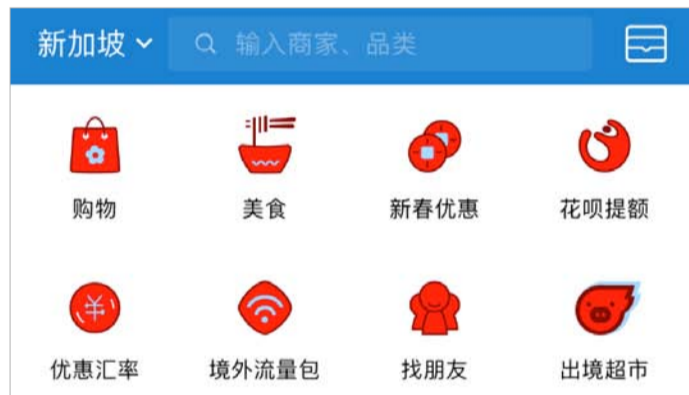 新加坡 输入商家、品类
购物 美食 新春优惠 花呗提额
优惠汇率 境外流量包 找朋友 出境超市